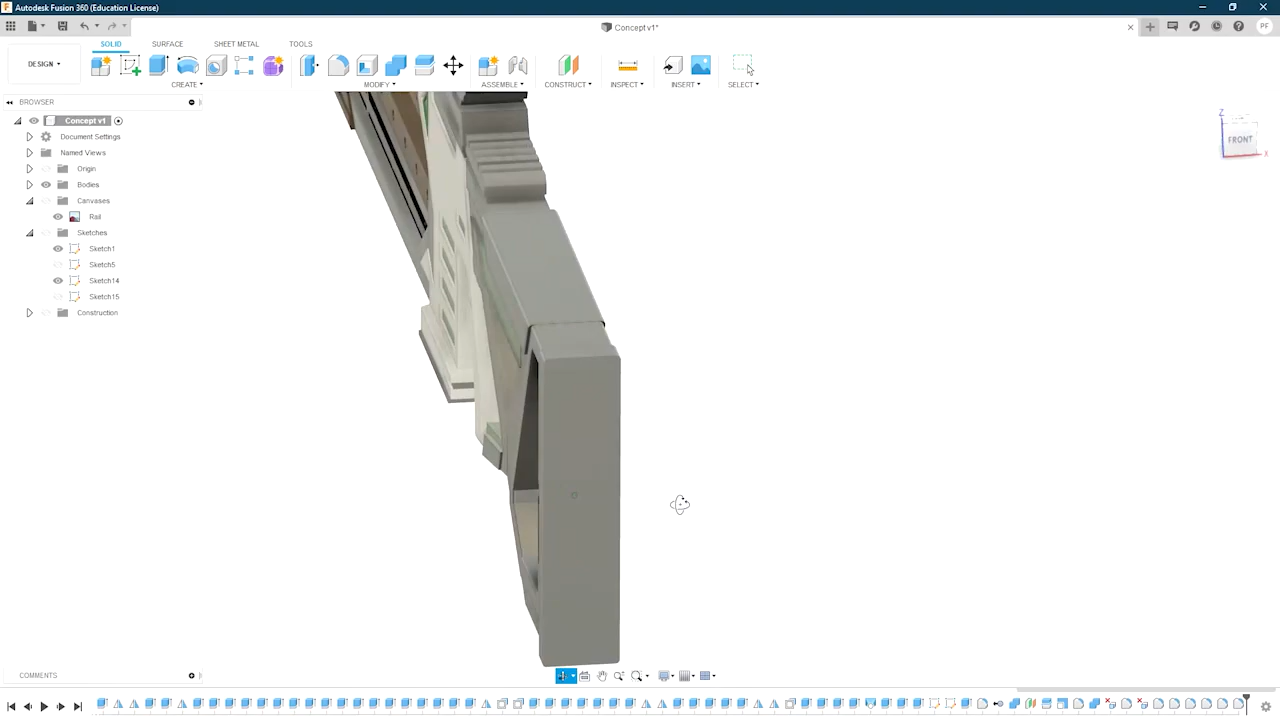 Autodesk Fusion 360 (Education License)
Concept v1*
PF
SOLID SURFACE SHEET METAL TOOLS
DESIGN
CREATE MODIFY ASSEMBLE CONSTRUCT INSPECT INSERT SELECT
BROWSER
Concept v1
Document Settings
Named Views
Origin
Bodies
Canvases
Rail
Sketches
Sketch1
Sketch5
Sketch14
Sketch15
Construction
Z
FRONT
X
COMMENTS